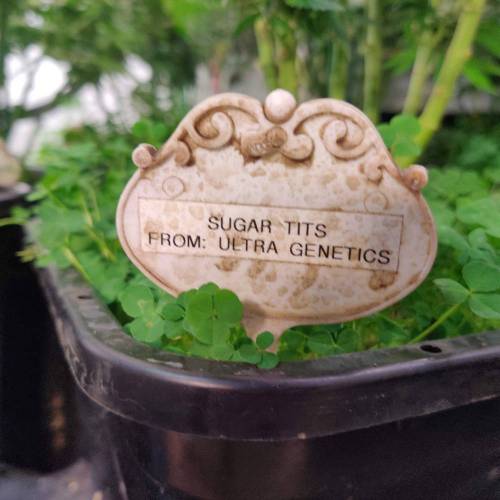 SUGAR TITS
FROM: ULTRA GENETICS